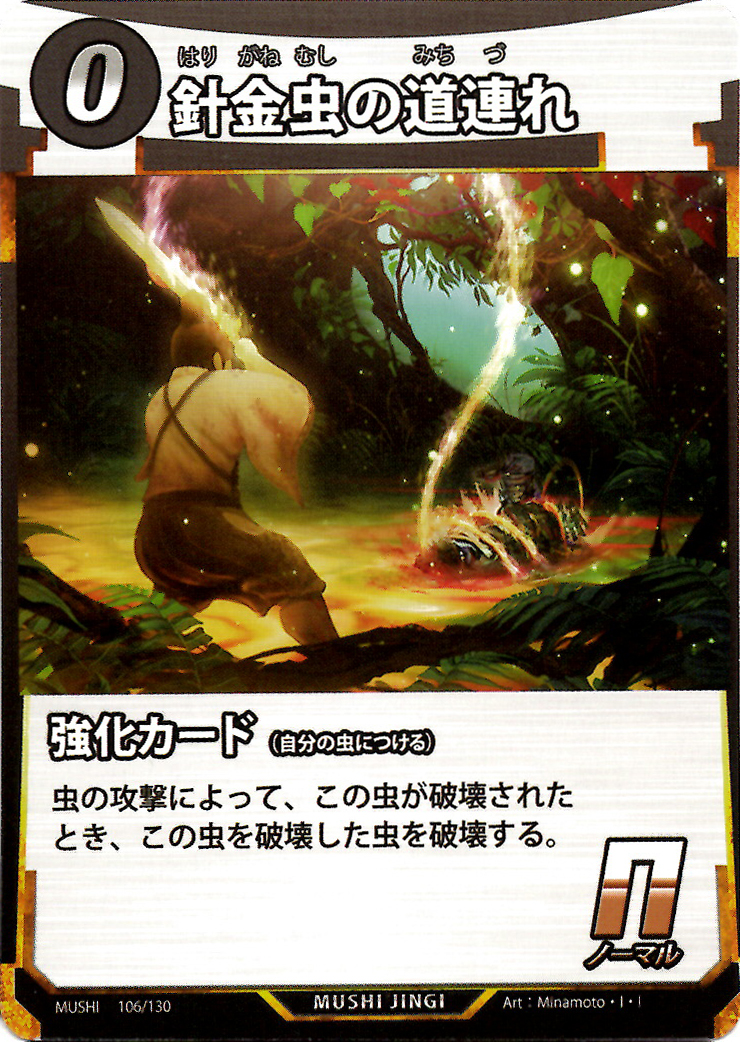 0
はり がね むし みち づ
針金虫の道連れ
強化カード (自分の虫につける)
虫の攻撃によって、この虫が破壊された
とき、この虫を破壊した虫を破壊する。
ノーマル
MUSHI 106/130
MUSHI JINGI
Art : Minamoto・I・I